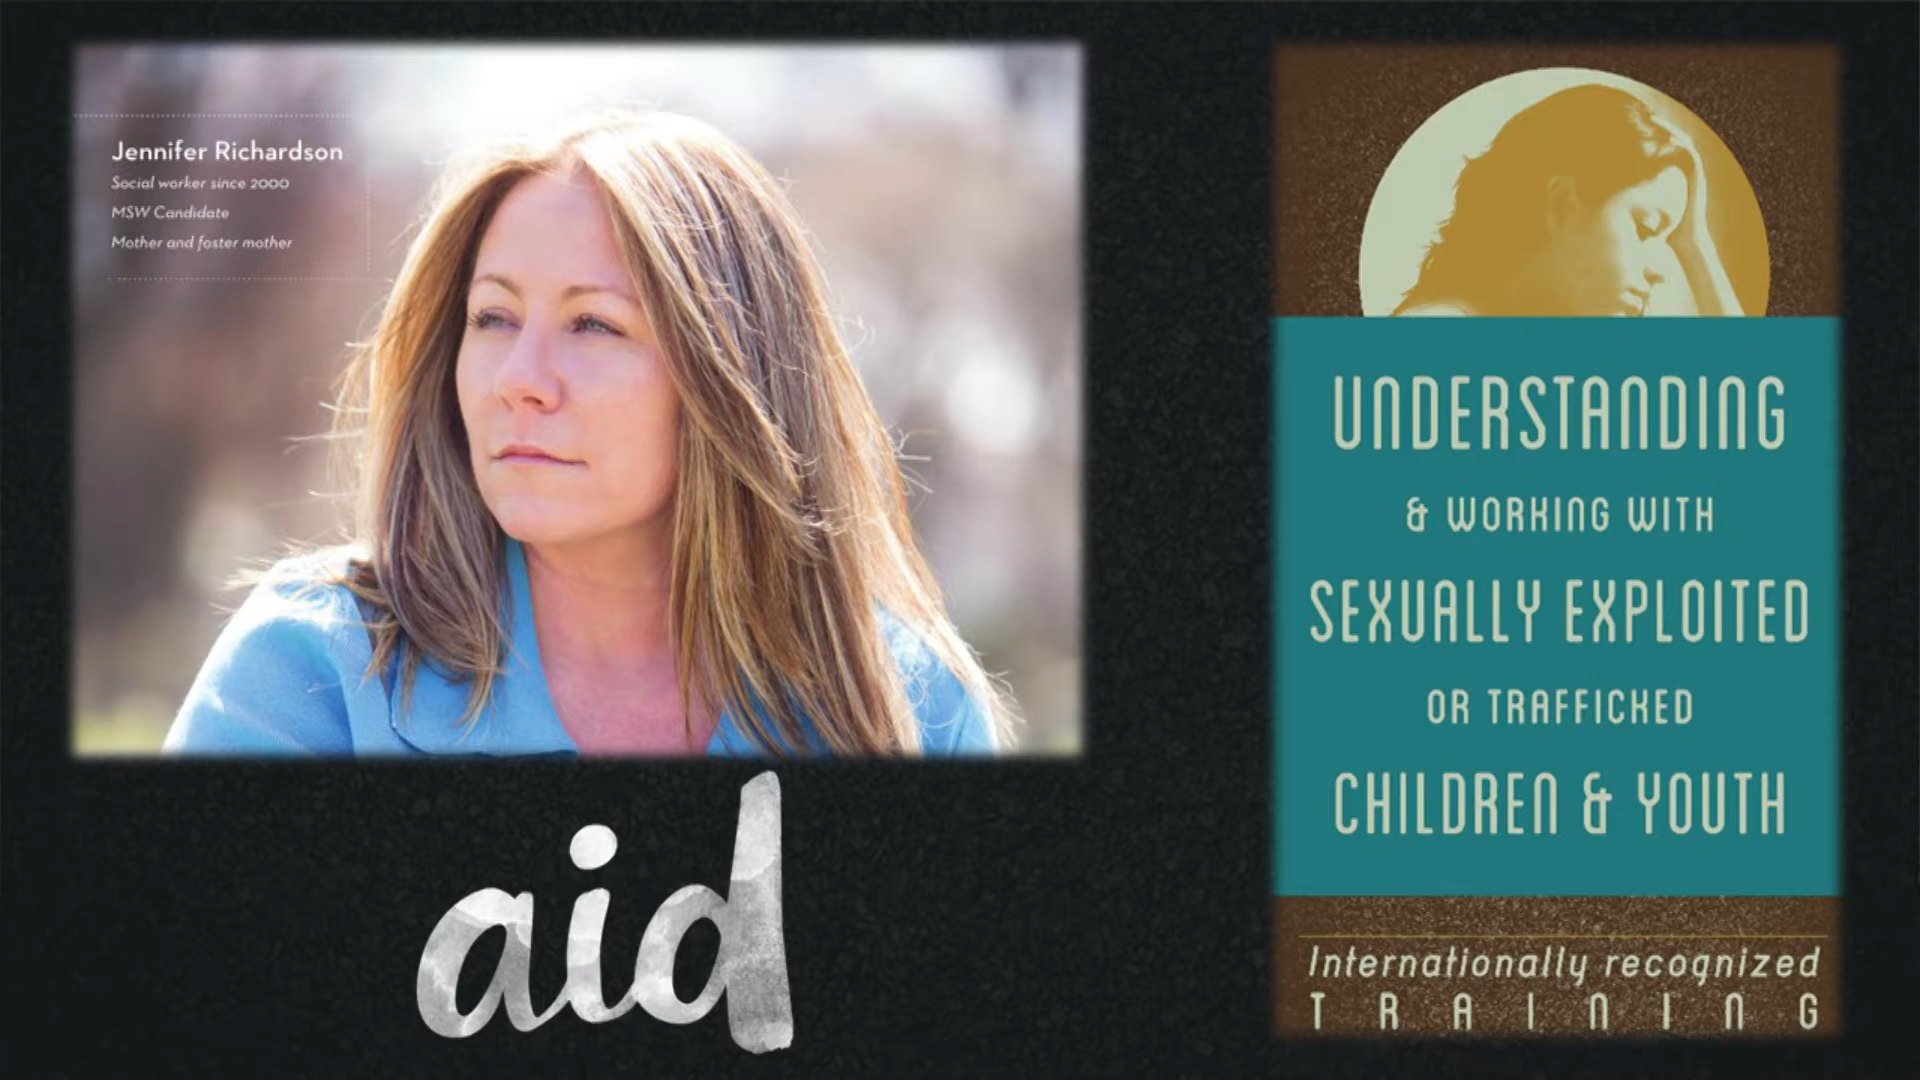 Jennifer Richardson
Social worker since 2000
MSW Candidate
Mother and foster mother
aid
UNDERSTANDING
& WORKING WITH
SEXUALLY EXPLOITED
OR TRAFFICKED
CHILDREN & YOUTH
Internationally recognized
TRAINING